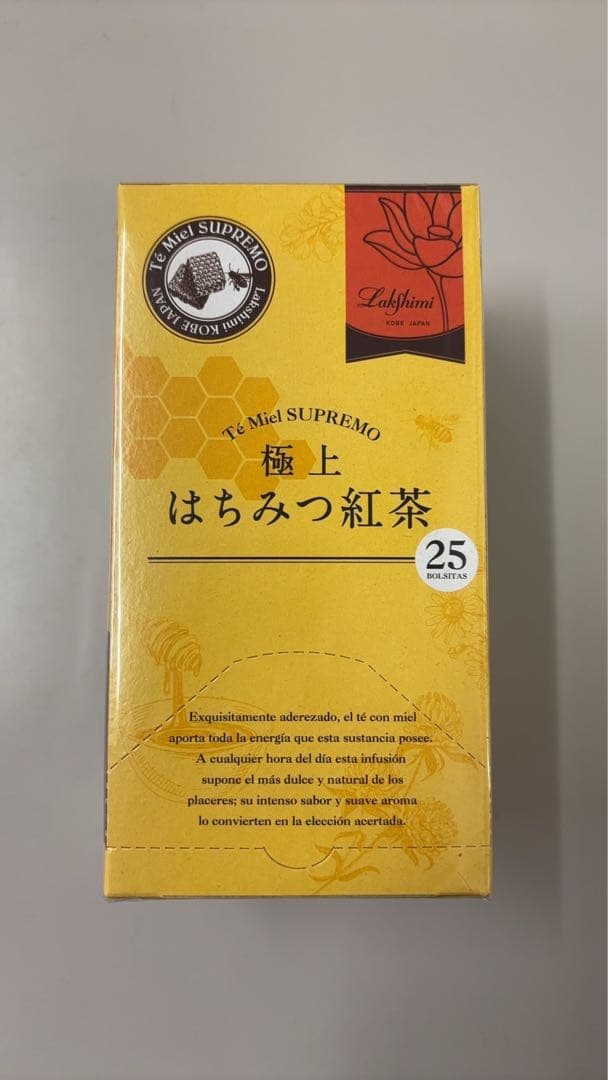 Té Miel SUPREMO
Lakshimi KOBE JAPAN
Lakshimi
KOBE JAPAN
Té Miel SUPREMO
極上
はちみつ紅茶
25
BOLSITAS
Exquisitamente aderezado, el té con miel
aporta toda la energía que esta sustancia posee.
A cualquier hora del día esta infusión
supone el más dulce y natural de los
placeres; su intenso sabor y suave aroma
lo convierten en la elección acertada.